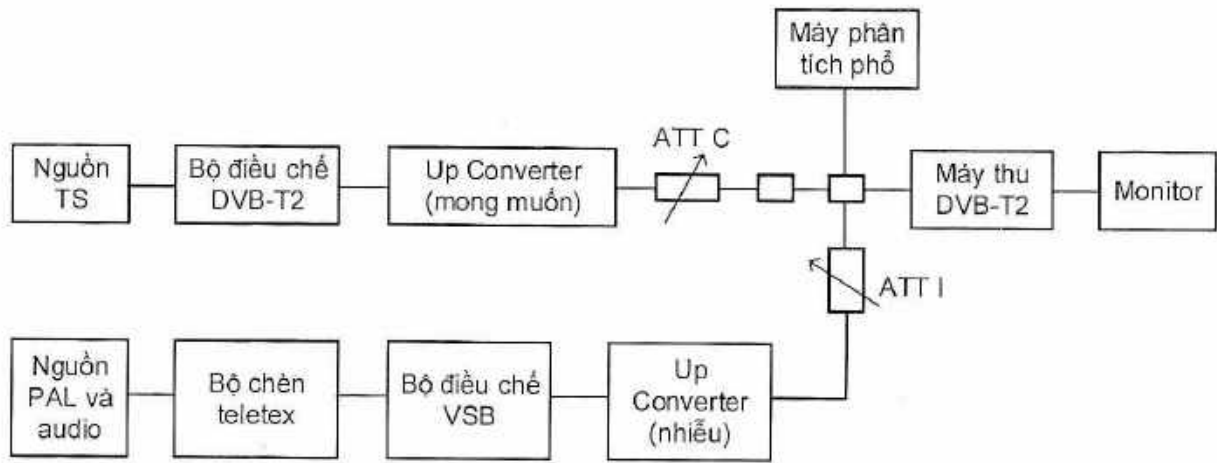 Máy phân
tích phổ
ATT C
Nguồn
TS
Bộ điều chế
DVB-T2
Up Converter
(mong muốn)
Máy thu
DVB-T2
Monitor
ATT I
Nguồn
PAL và
audio
Bộ chèn
teletex
Bộ điều chế
VSB
Up
Converter
(nhiễu)